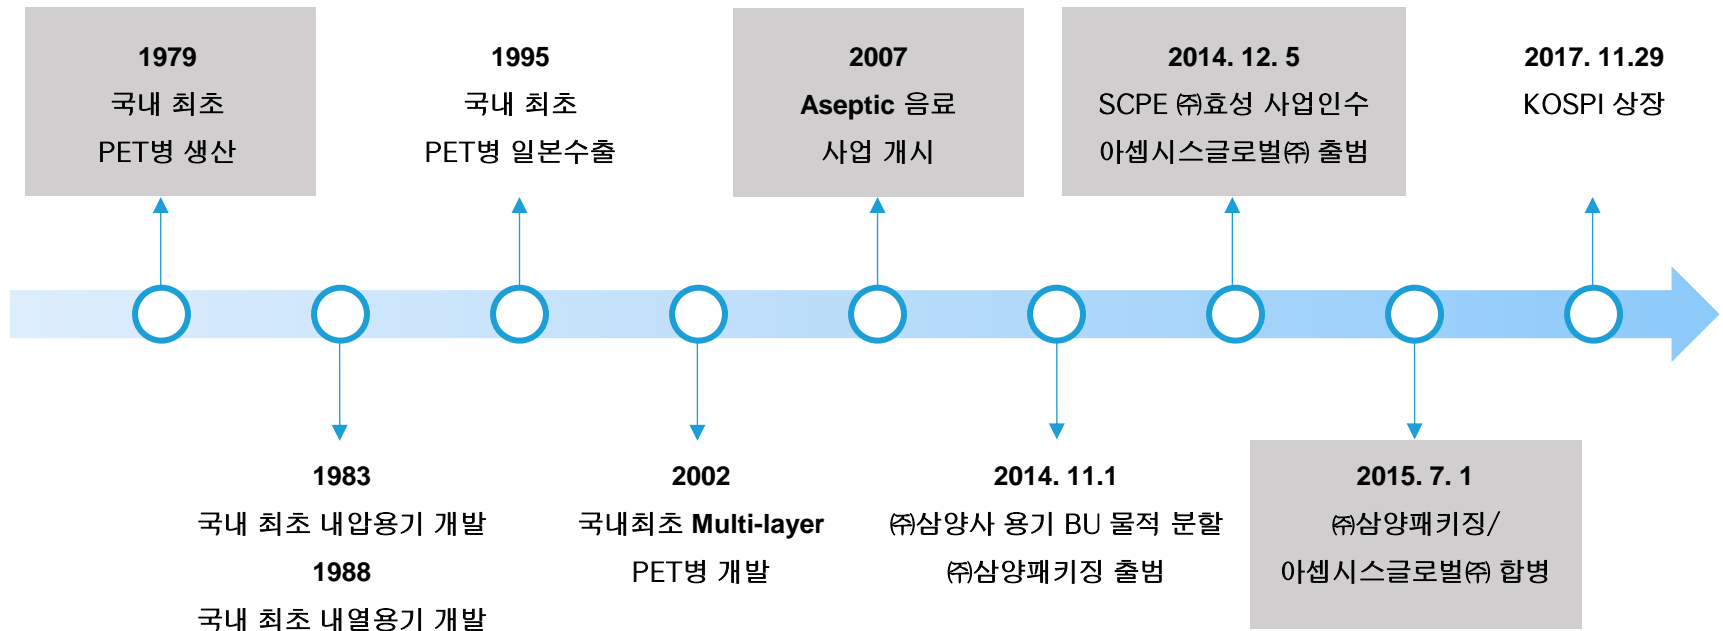 1979
국내 최초
PET병 생산
1995
국내 최초
PET병 일본수출
2007
Aseptic 음료
사업 개시
2014. 12. 5
SCPE ㈜효성 사업인수
아셉시스글로벌㈜ 출범
2017. 11.29
KOSPI 상장
1983
국내 최초 내압용기 개발
1988
국내 최초 내열용기 개발
2002
국내최초 Multi-layer
PET병 개발
2014. 11.1
㈜삼양사 용기 BU 물적 분할
㈜삼양패키징 출범
2015. 7. 1
㈜삼양패키징/
아셉시스글로벌㈜ 합병